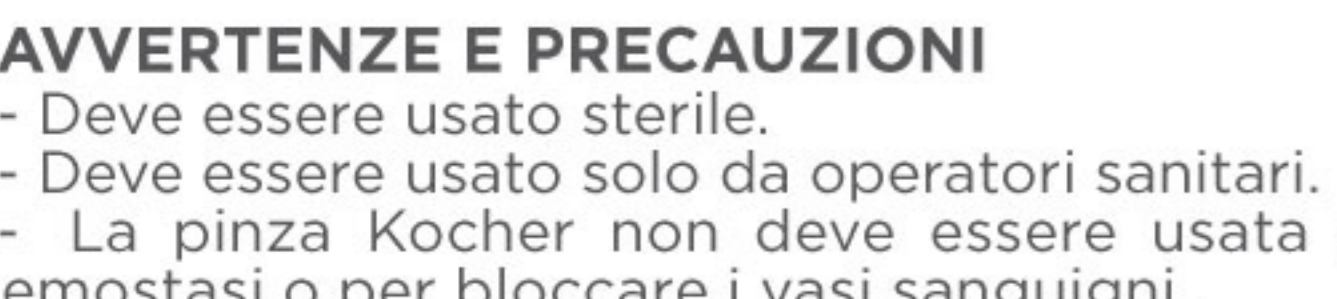 AVVERTENZE E PRECAUZIONI
- Deve essere usato sterile.
- Deve essere usato solo da operatori sanitari.
- La pinza Kocher non deve essere usata
emostasi o per bloccare i vasi sanguigni.